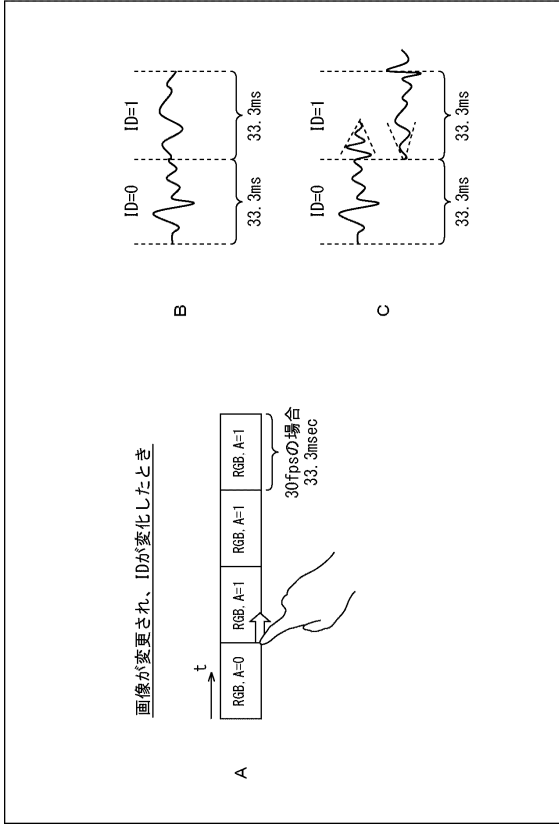 画像が変更され、IDが変化したとき
A
t
RGB, A=0
RGB, A=1
RGB, A=1
RGB, A=1
30fpsの場合
33.3msec
B
ID=0
ID=1
33.3ms
33.3ms
C
ID=0
ID=1
33.3ms
33.3ms